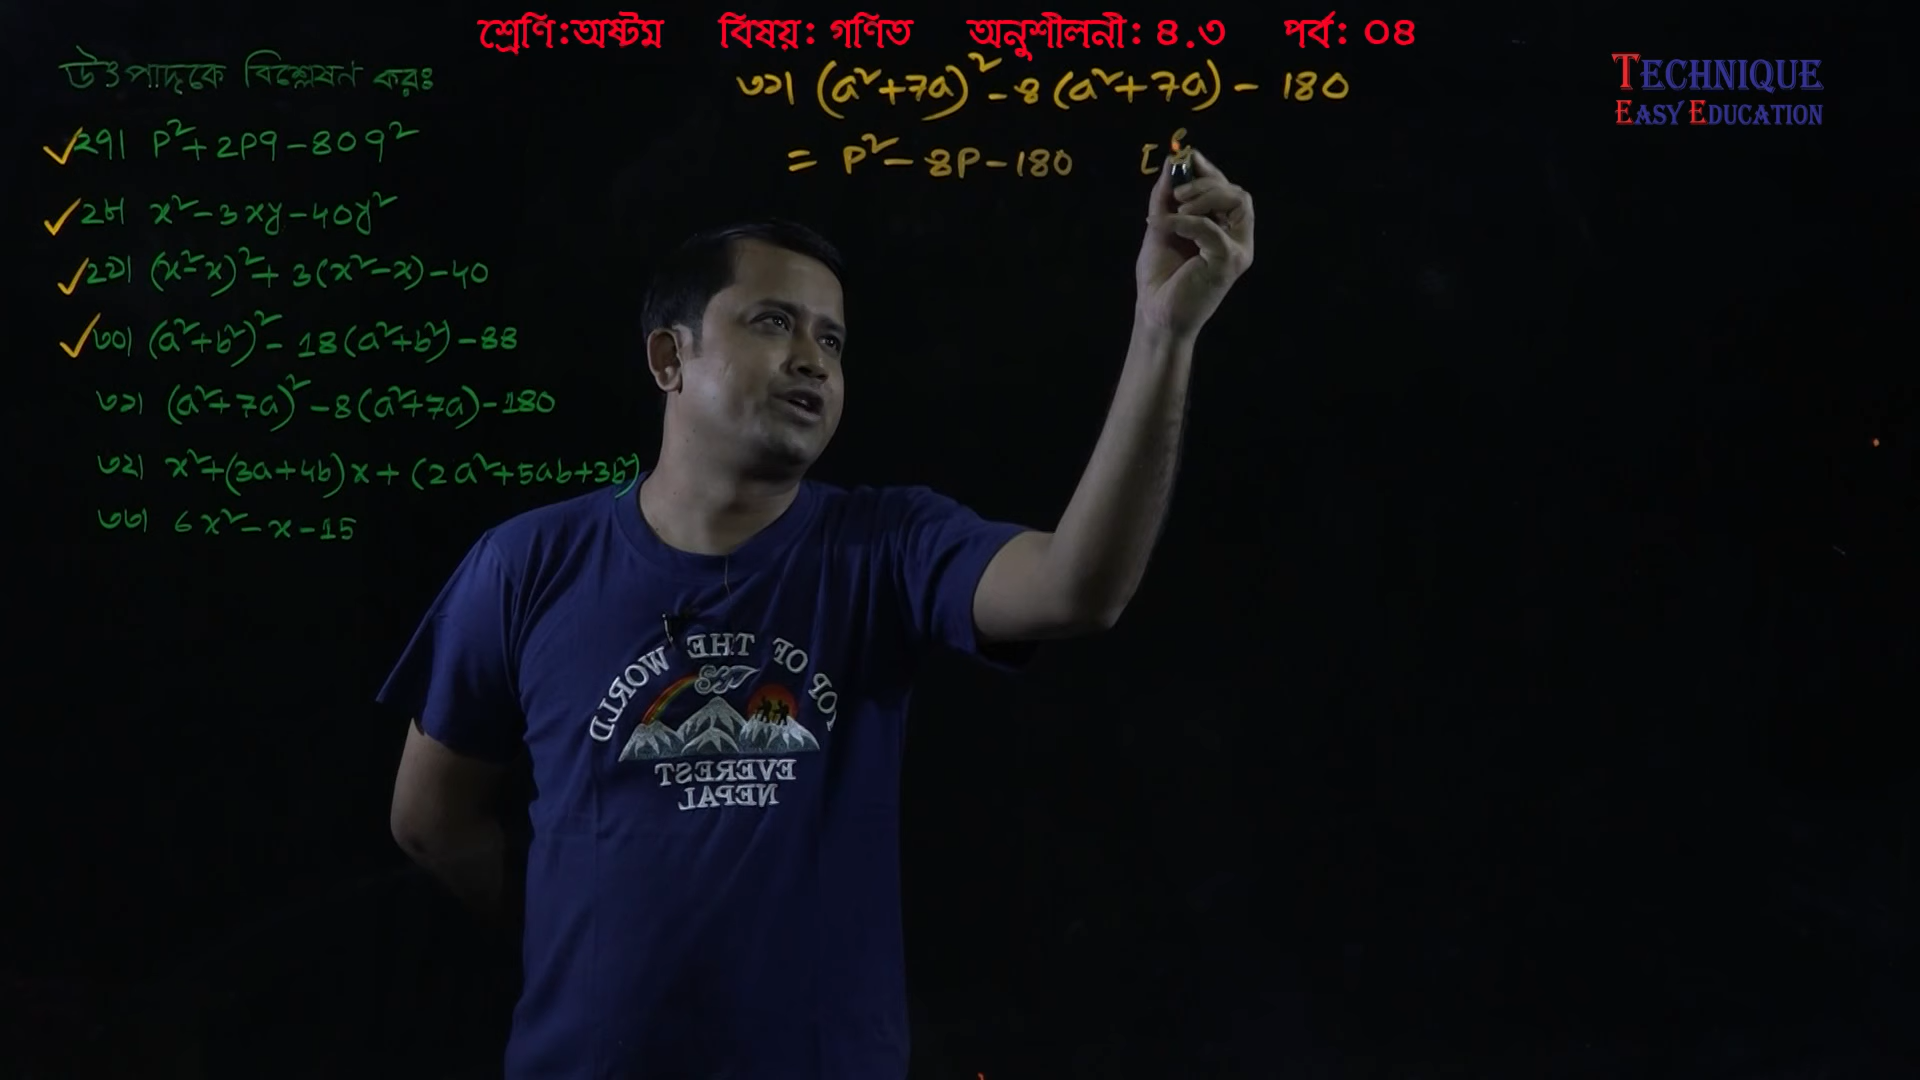 শ্রেণি:অষ্টম বিষয়: গণিত অনুশীলনী: ৪.৩ পর্ব: ০৪
TECHNIQUE
EASY EDUCATION
উৎপাদকে বিশ্লেষণ করঃ
২৭। P²+2Pq-80q²
২৮। x²-3xy-40y²
২৯। (x²-x)²+3(x²-x)-40
৩০। (a²+b²)²-18(a²+b²)-88
৩১। (a²+7a)²-8(a²+7a)-180
৩২। x²+(3a+4b)x+(2a²+5ab+3b²)
৩৩। 6x²-x-15
৩১। (a²+7a)²-8(a²+7a)-180
= P²-8P-180 [
TOP OF THE WORLD
EVEREST
NEPAL